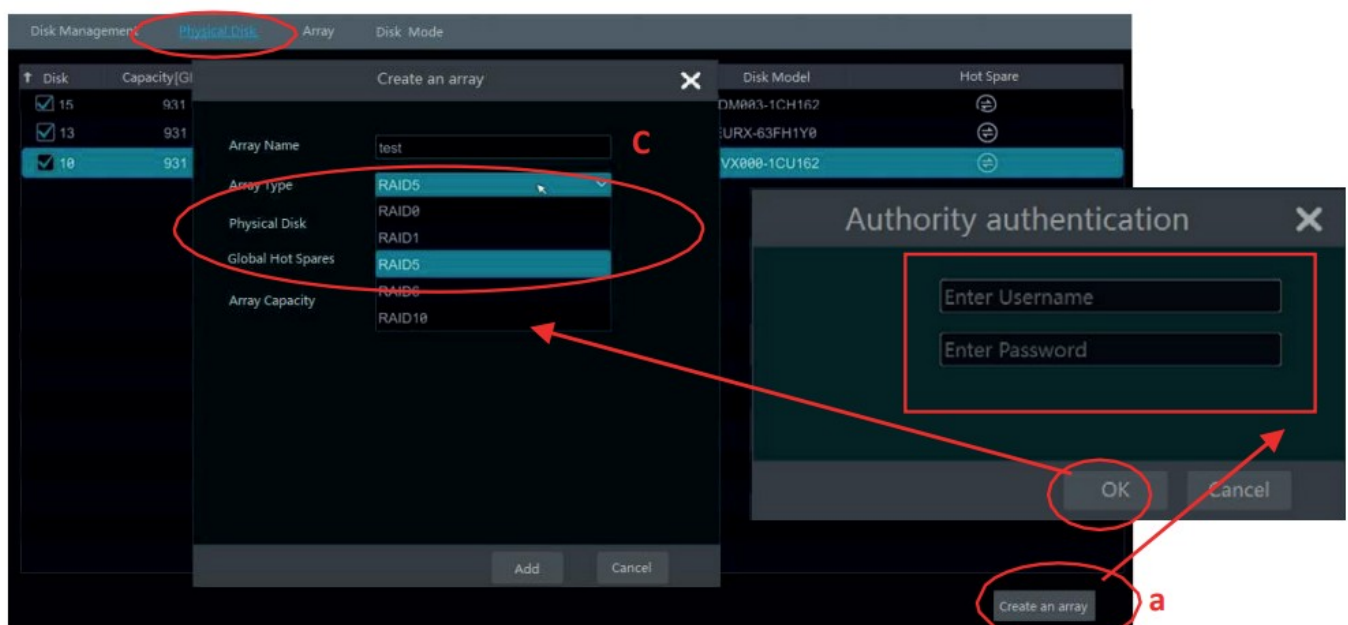 Disk Management Physical Disk Array Disk Mode
Disk Capacity[GB Create an array Disk Model Hot Spare
15 931 DM003-1CH162
13 931 EURX-63FH1Y0
10 931 VX000-1CU162
Array Name test C
Array Type RAID5
RAID0
Physical Disk
RAID1
Global Hot Spares RAID5
RAID6
Array Capacity
RAID10
Add Cancel
Authority authentication
Enter Username
Enter Password
OK Cancel
Create an array a